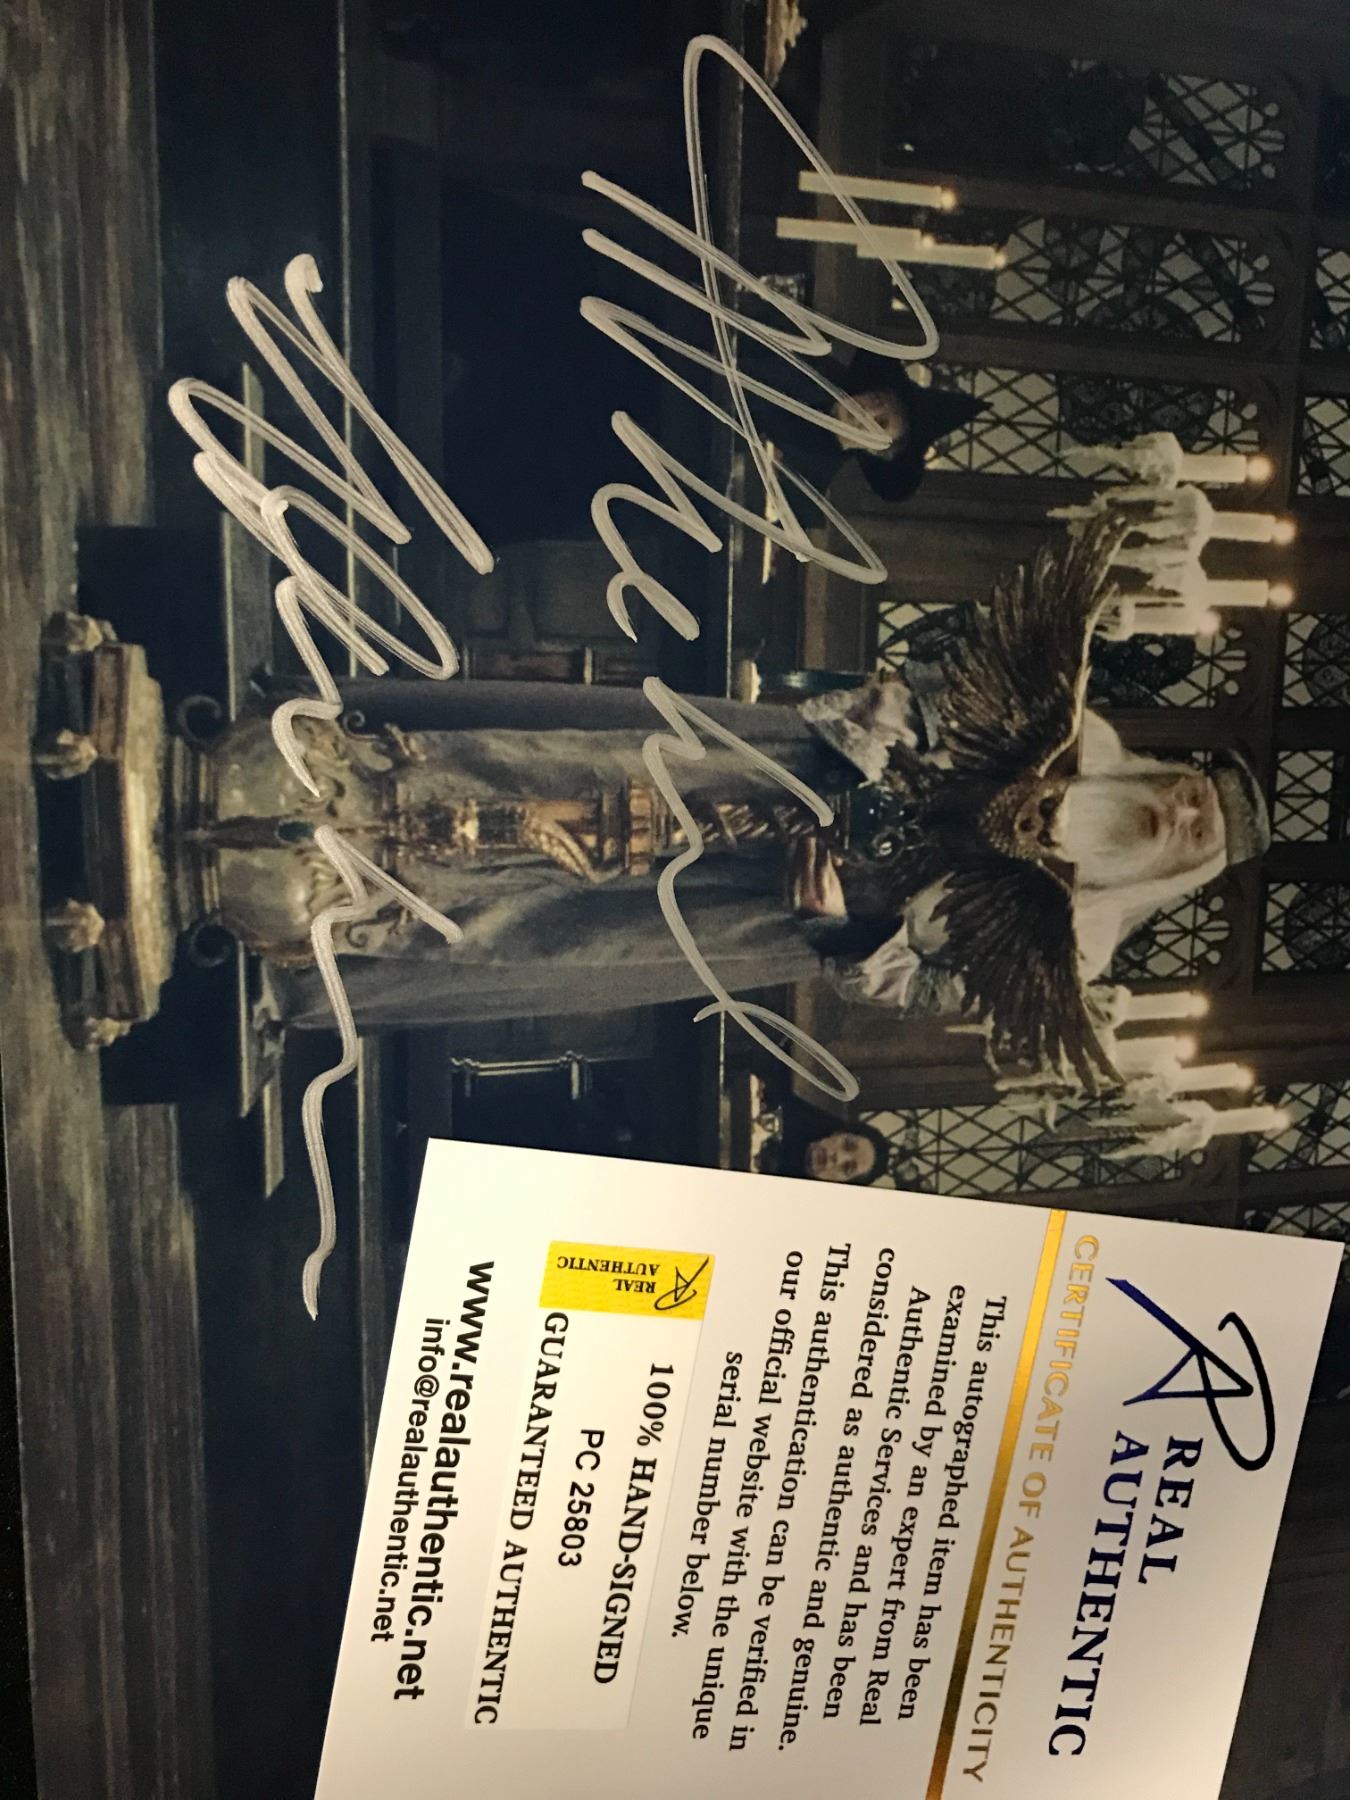 REAL
AUTHENTIC
CERTIFICATE OF AUTHENTICITY
This autographed item has been
examined by an expert from Real
Authentic Services and has been
considered as authentic and genuine.
This authentication can be verified in
our official website with the unique
serial number below.
REAL
AUTHENTIC
100% HAND-SIGNED
PC 25803
GUARANTEED AUTHENTIC
www.realauthentic.net
info@realauthentic.net